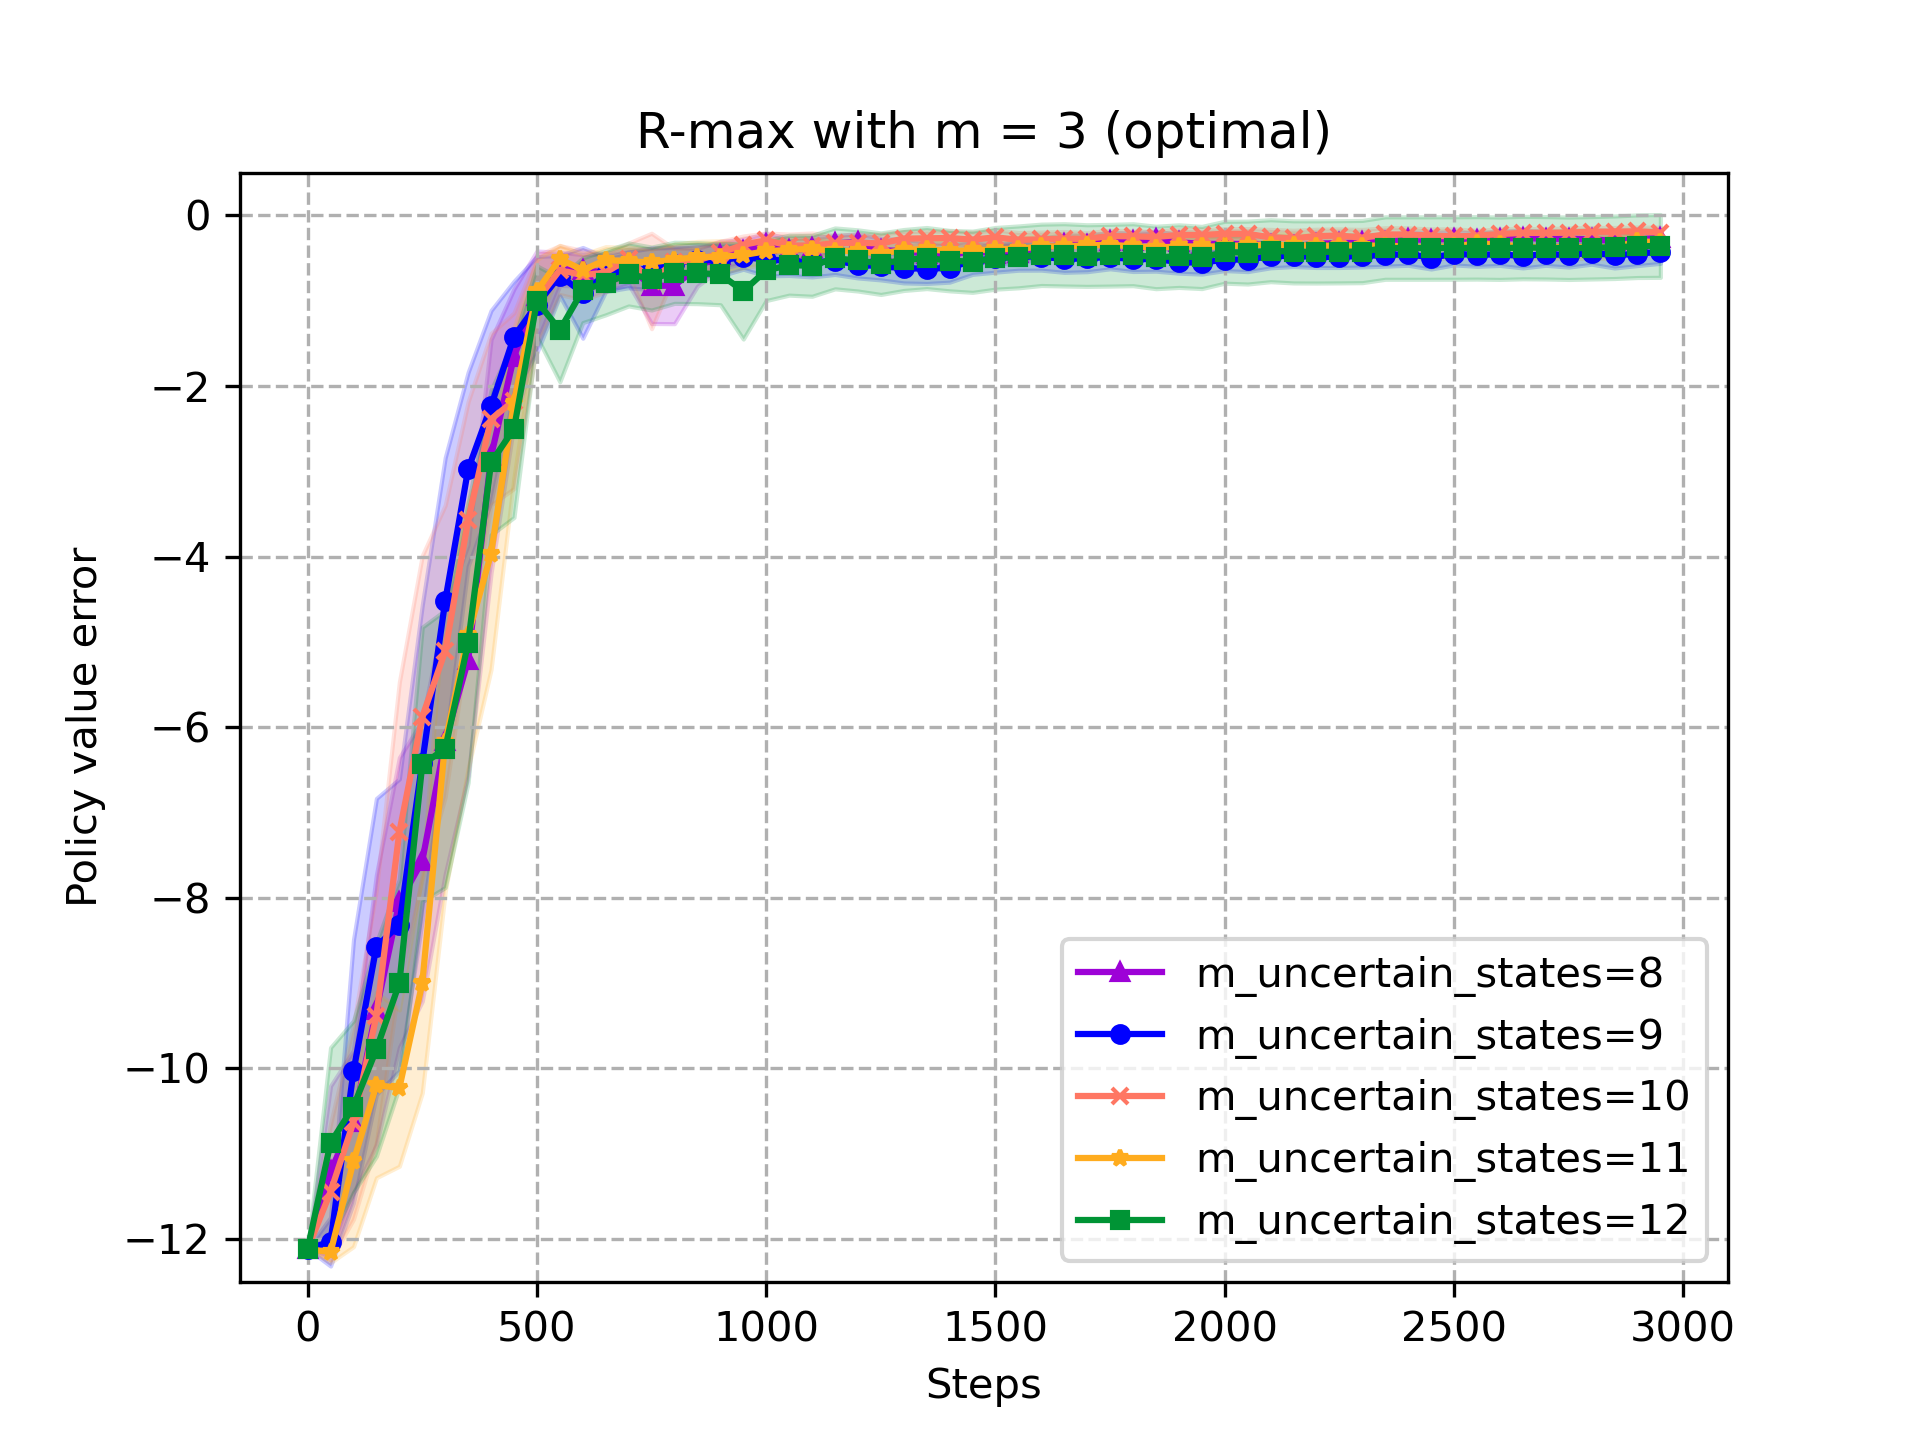 R-max with m = 3 (optimal)
Policy value error
0
−2
−4
−6
−8
−10
−12
0 500 1000 1500 2000 2500 3000
Steps
m_uncertain_states=8
m_uncertain_states=9
m_uncertain_states=10
m_uncertain_states=11
m_uncertain_states=12